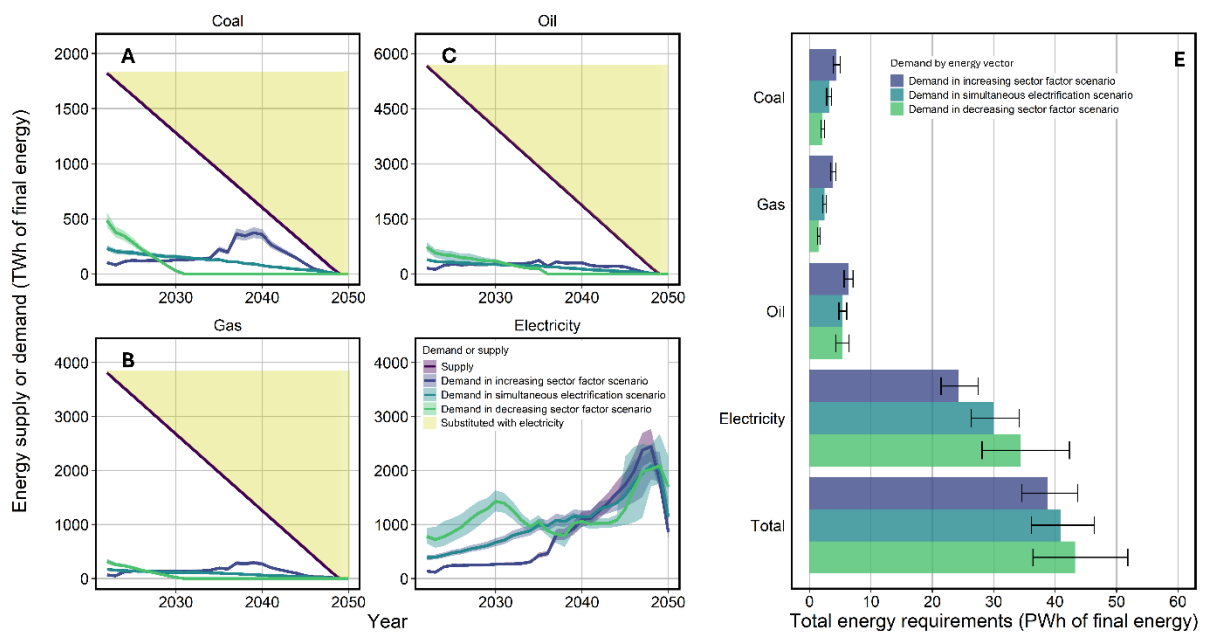 Coal
Oil
A
C
2000
1500
1000
500
0
2030
2040
2050
6000
4500
3000
1500
0
2030
2040
2050
Gas
Electricity
B
4000
3000
2000
1000
0
2030
2040
2050
4000
3000
2000
1000
0
2030
2040
2050
Demand or supply
Supply
Demand in increasing sector factor scenario
Demand in simultaneous electrification scenario
Demand in decreasing sector factor scenario
Substituted with electricity
Energy supply or demand (TWh of final energy)
Year
E
Demand by energy vector
Demand in increasing sector factor scenario
Demand in simultaneous electrification scenario
Demand in decreasing sector factor scenario
Coal
Gas
Oil
Electricity
Total
0
10
20
30
40
50
60
Total energy requirements (PWh of final energy)